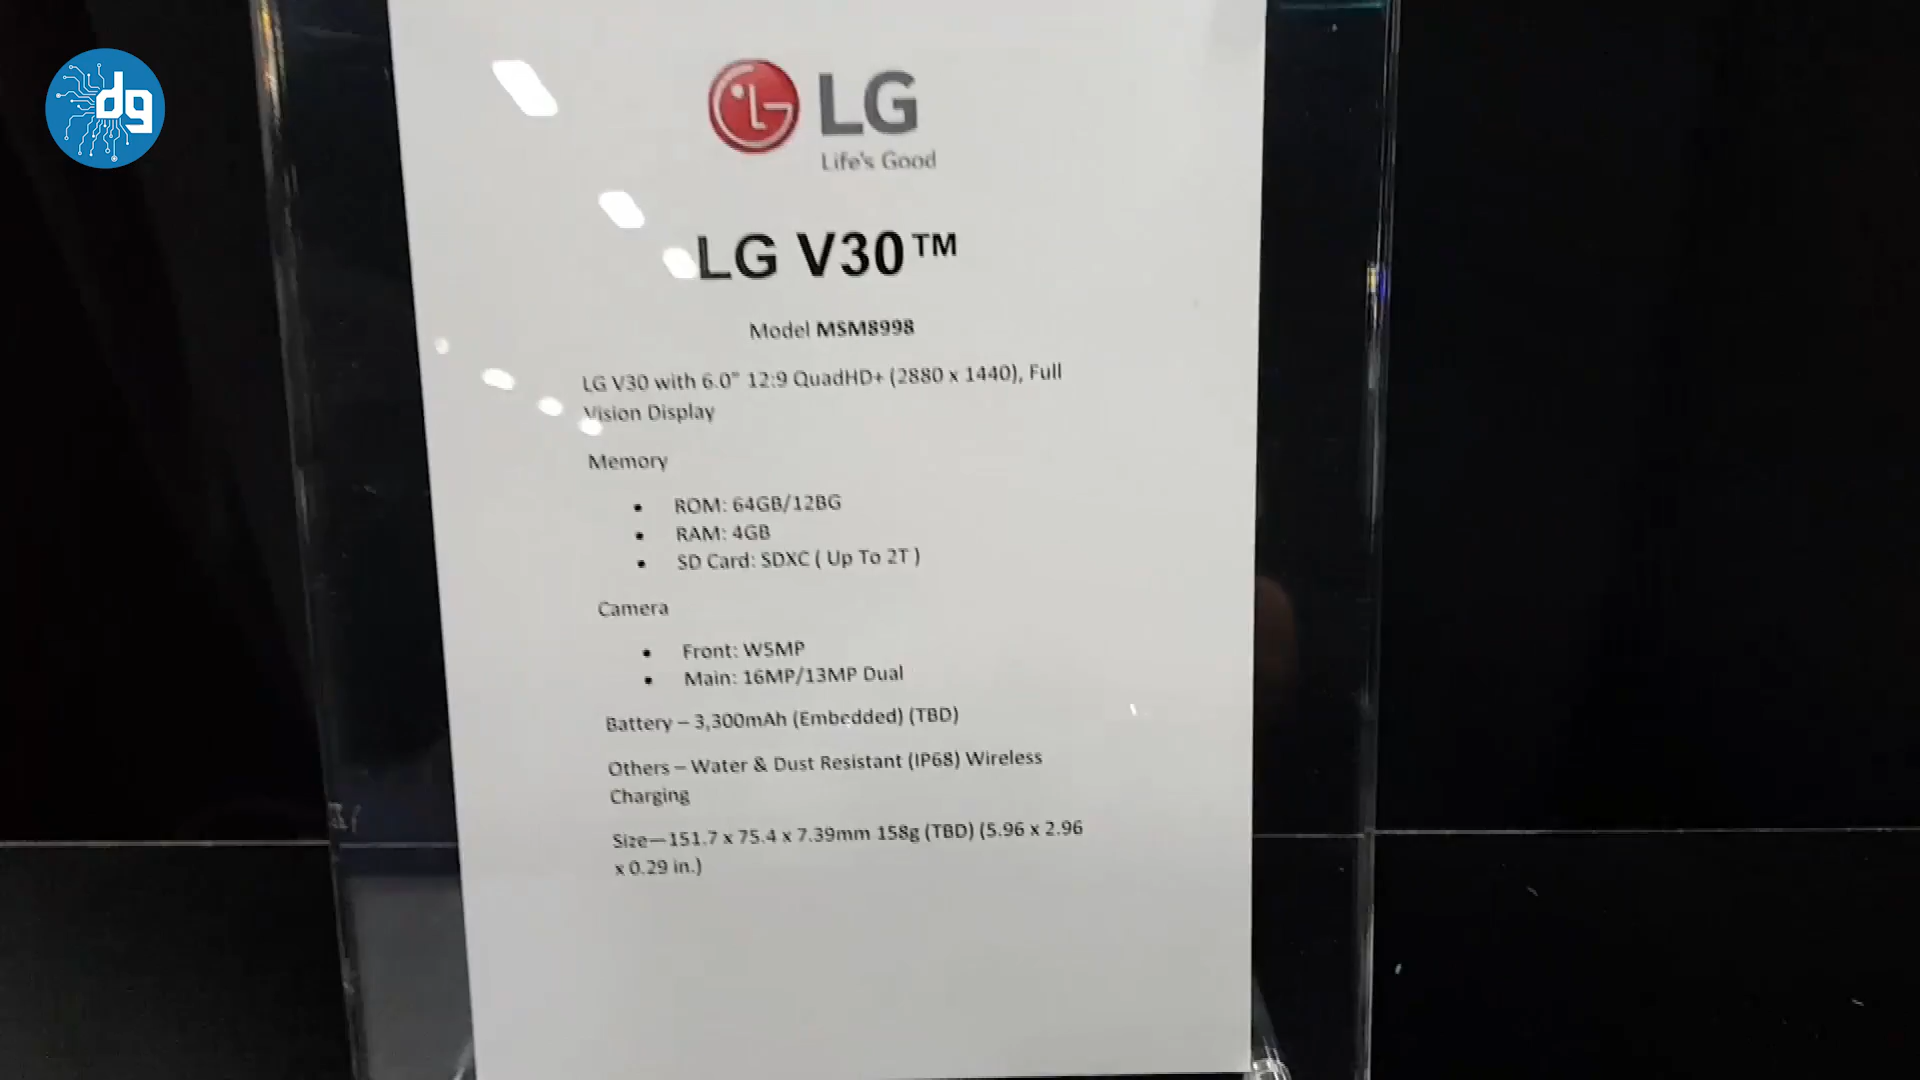 dg
LG
Life's Good
LG V30™
Model MSM8998
LG V30 with 6.0" 12:9 QuadHD+ (2880 x 1440), Full
Vision Display
Memory
• ROM: 64GB/12BG
• RAM: 4GB
• SD Card: SDXC ( Up To 2T )
Camera
• Front: W5MP
• Main: 16MP/13MP Dual
Battery – 3,300mAh (Embedded) (TBD)
Others – Water & Dust Resistant (IP68) Wireless
Charging
Size—151.7 x 75.4 x 7.39mm 158g (TBD) (5.96 x 2.96
x 0.29 in.)